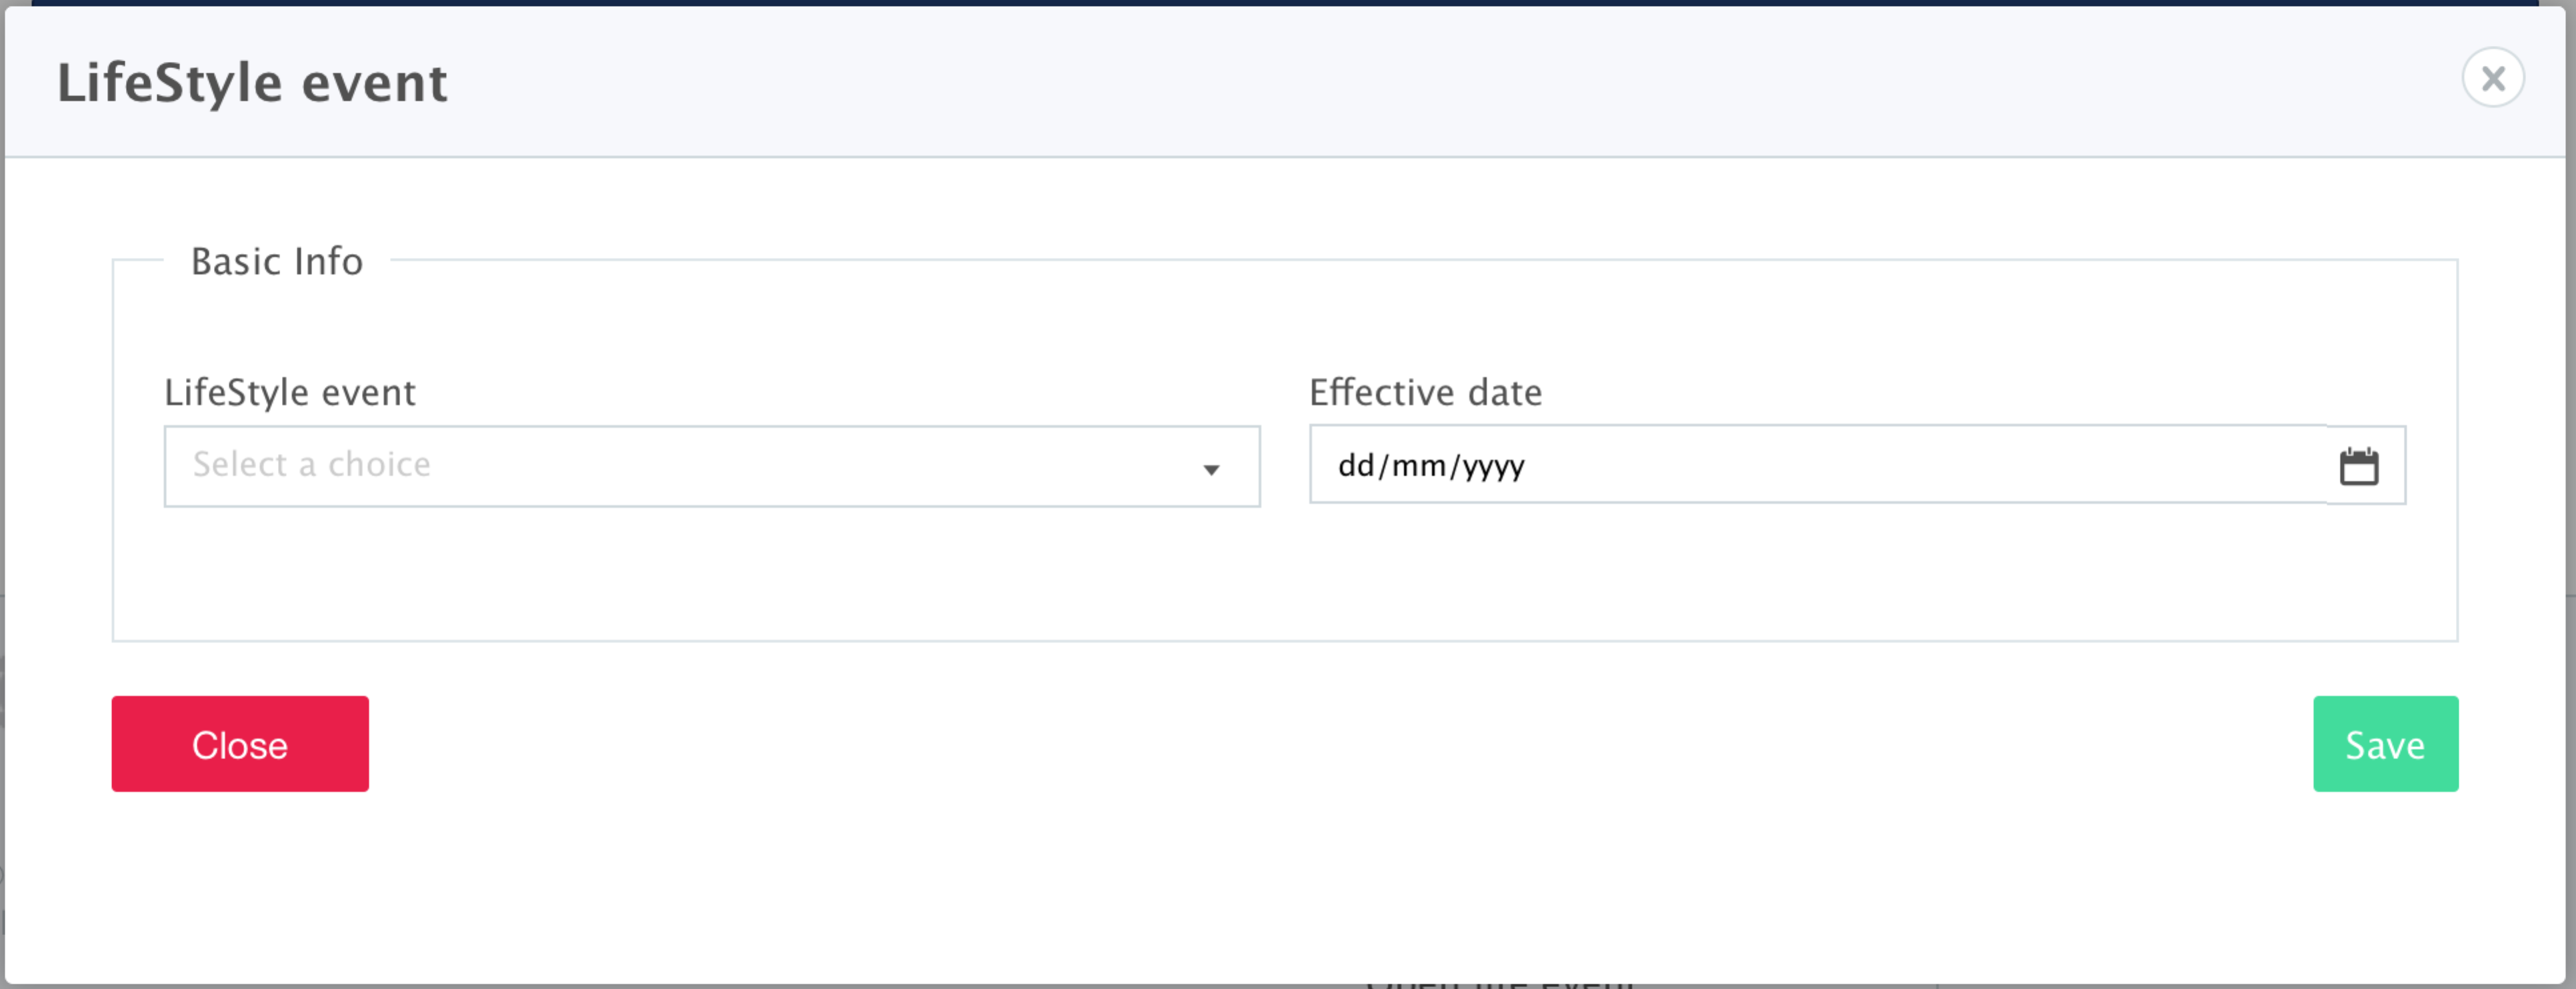 LifeStyle event
Basic Info
LifeStyle event
Effective date
Select a choice
dd/mm/yyyy
Close
Save